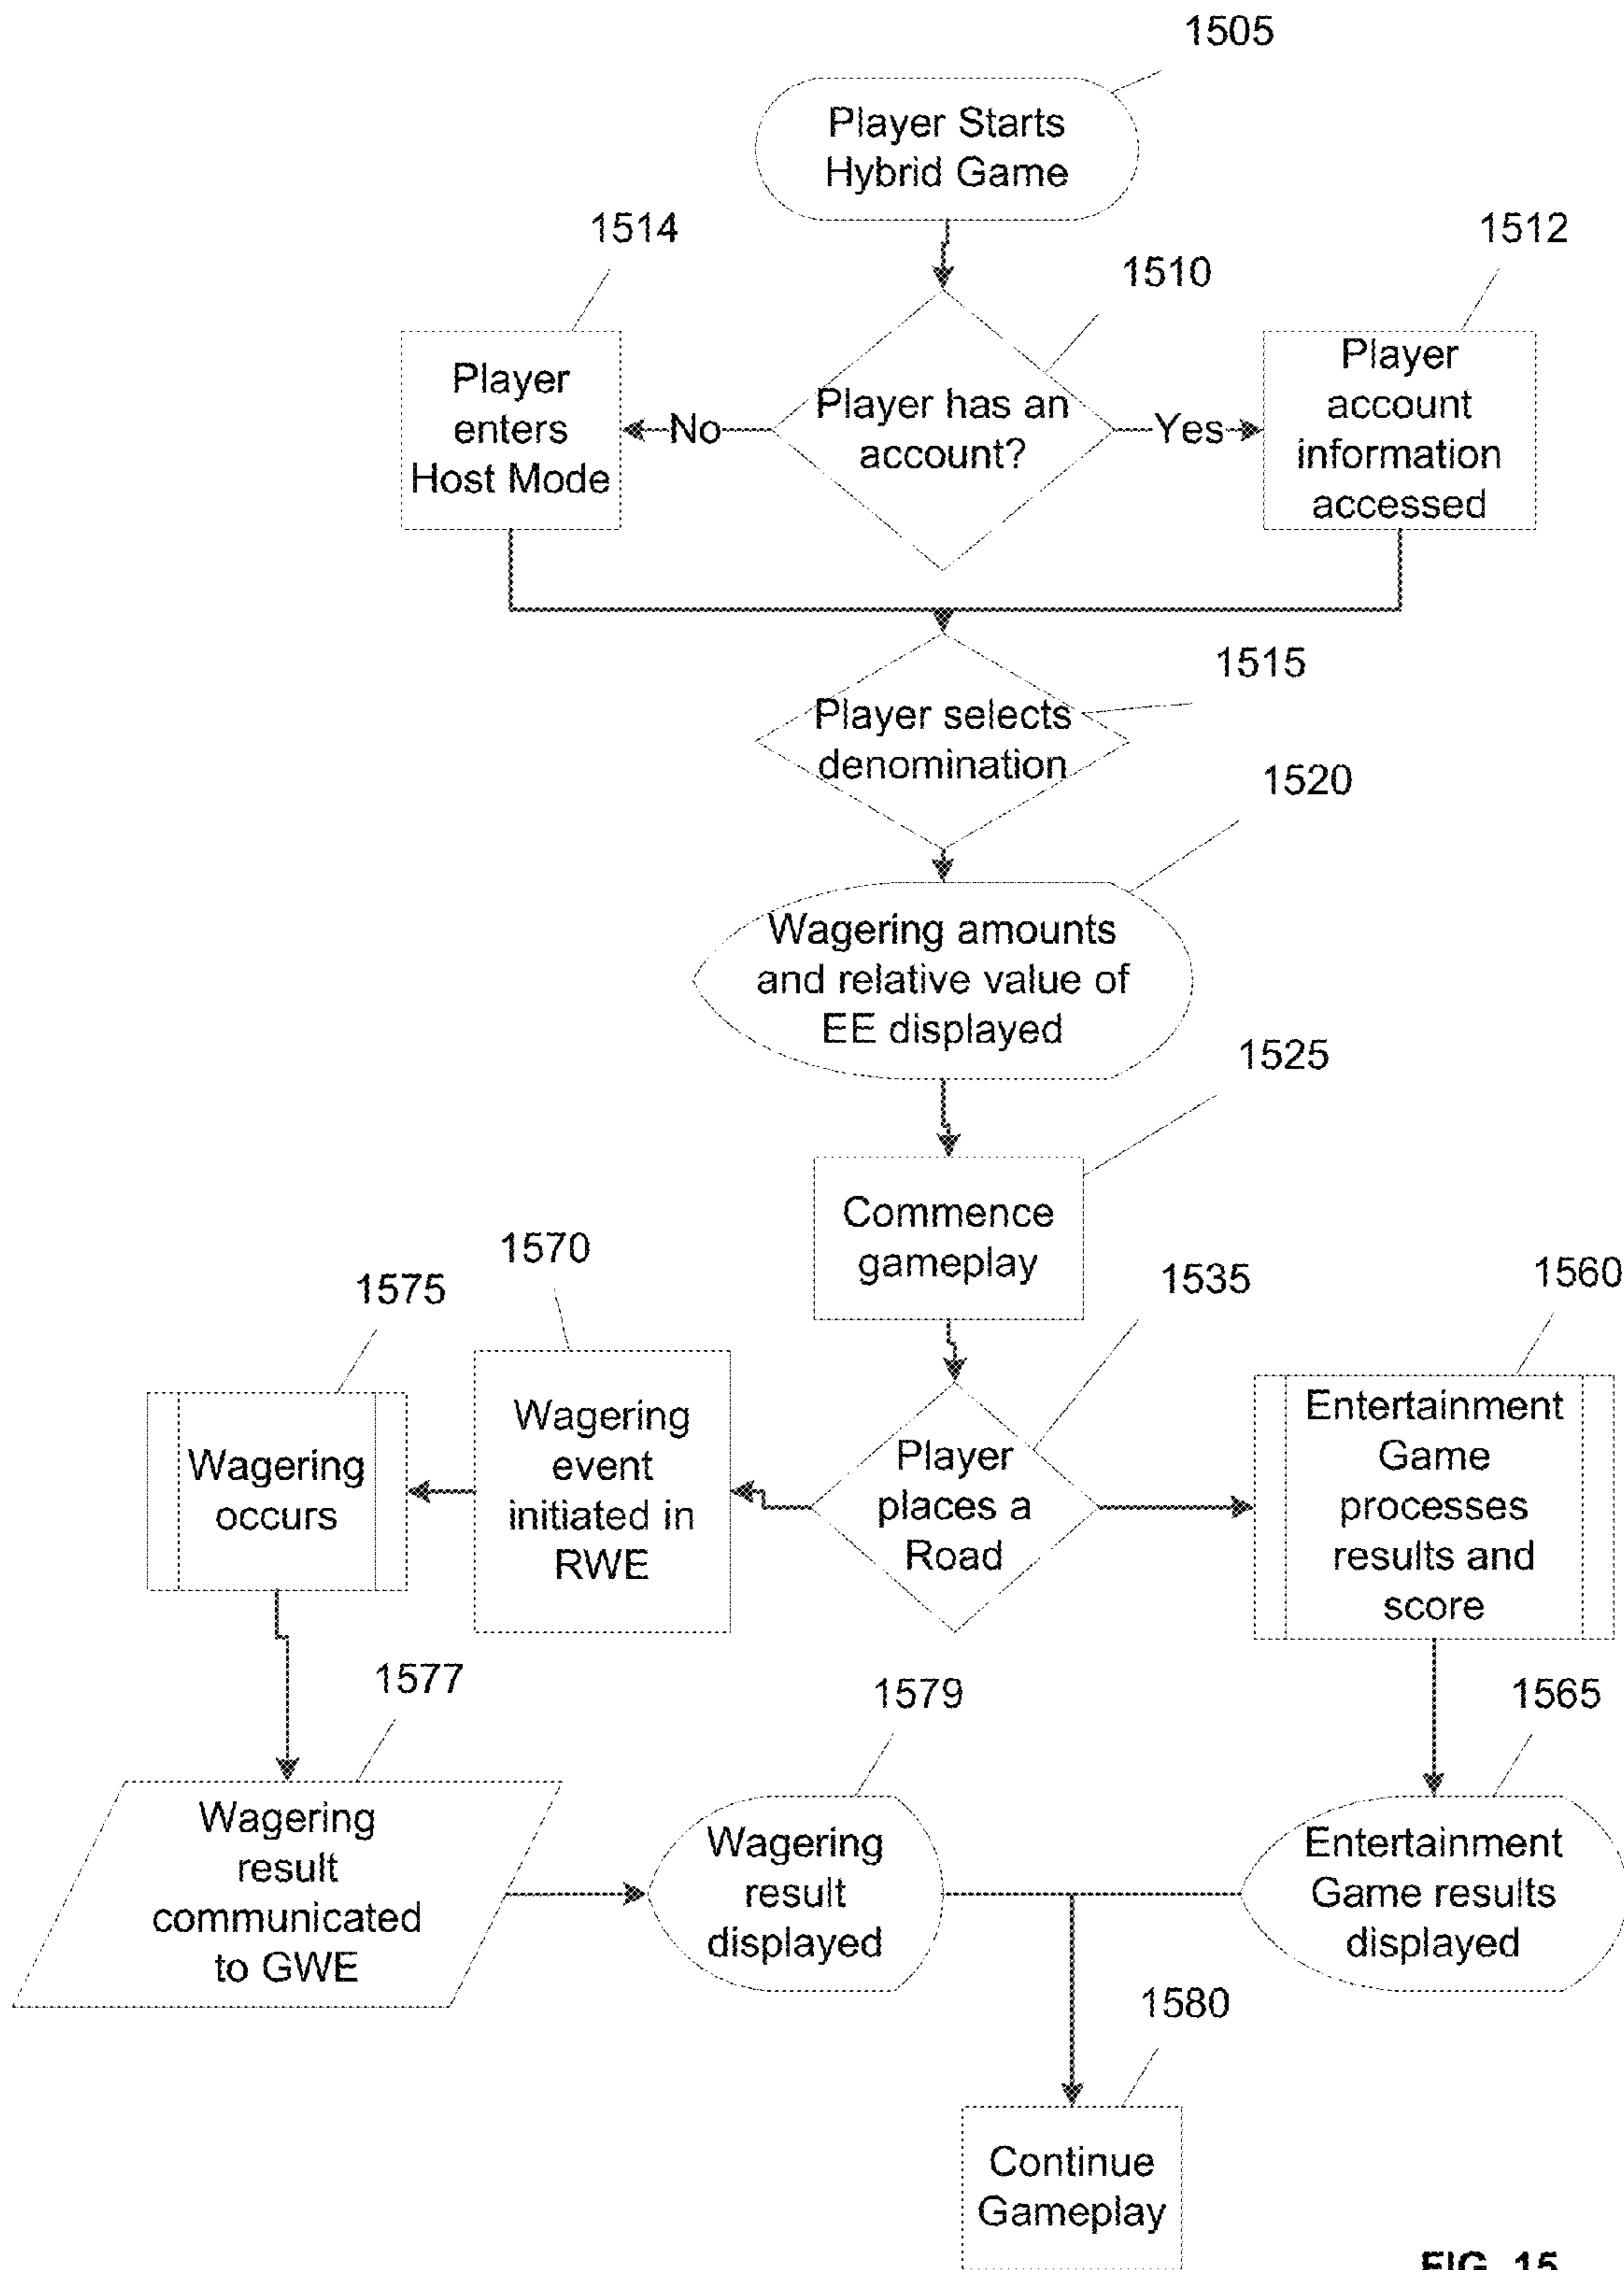 1505
Player Starts
Hybrid Game
1514
1512
1510
Player
enters
Host Mode
No
Player has an
account?
Yes
Player
account
information
accessed
1515
Player selects
denomination
1520
Wagering amounts
and relative value of
EE displayed
1525
Commence
gameplay
1570
1575
1535
1560
Wagering
occurs
Wagering
event
initiated in
RWE
Player
places a
Road
Entertainment
Game
processes
results and
score
1577
1579
1565
Wagering
result
communicated
to GWE
Wagering
result
displayed
Entertainment
Game results
displayed
1580
Continue
Gameplay
FIG. 15